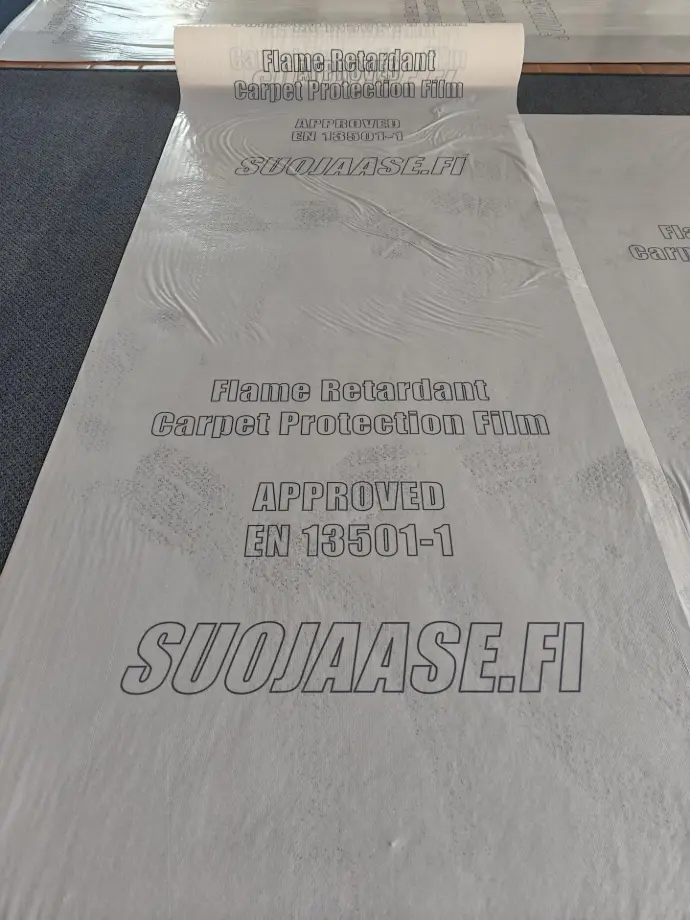 Flame Retardant
Carpet Protection Film
APPROVED
EN 13501-1
SUOJAASE.FI
Flame Retardant
Carpet Protection Film
APPROVED
EN 13501-1
SUOJAASE.FI